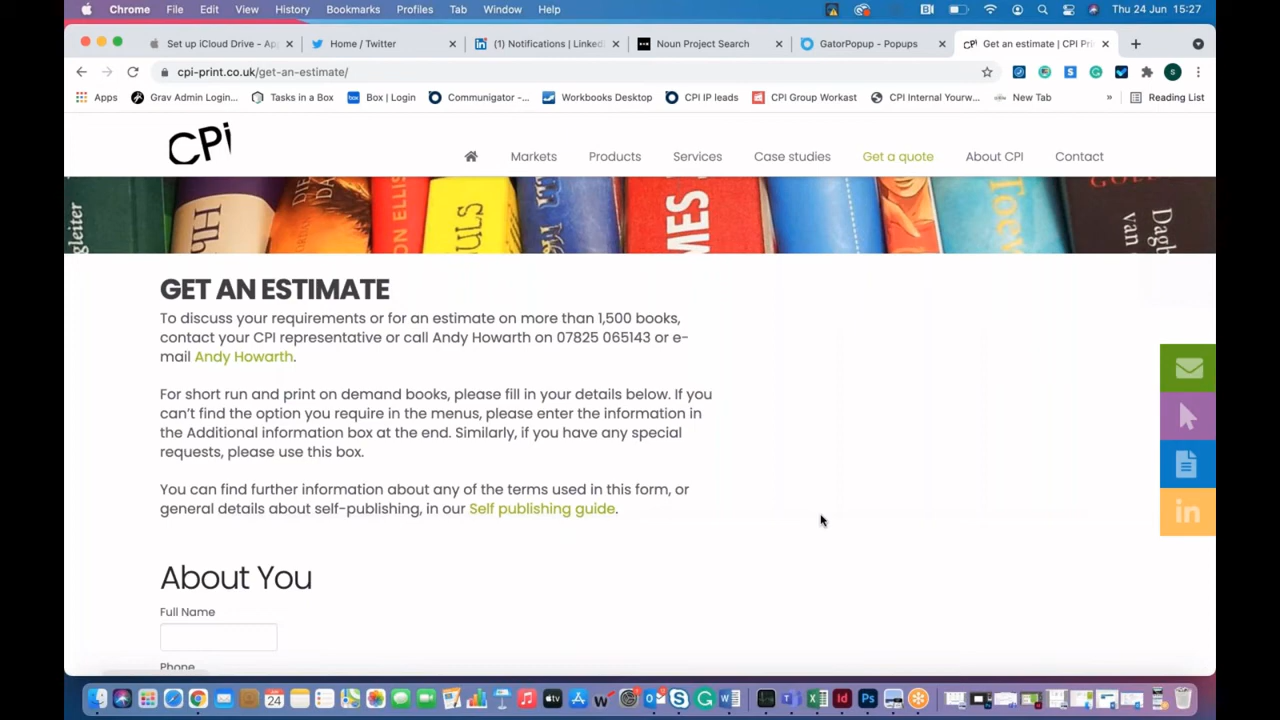 Chrome File Edit View History Bookmarks Profiles Tab Window Help Thu 24 Jun 15:27
Set up iCloud Drive - Ap Home / Twitter (1) Notifications | Linked Noun Project Search GatorPopup - Popups Get an estimate | CPI Pri
cpi-print.co.uk/get-an-estimate/
Apps Grav Admin Login... Tasks in a Box Box | Login Communigator -... Workbooks Desktop CPI IP leads CPI Group Workast CPI Internal Yourw... New Tab » Reading List
CPi
Markets Products Services Case studies Get a quote About CPI Contact
GET AN ESTIMATE
To discuss your requirements or for an estimate on more than 1,500 books,
contact your CPI representative or call Andy Howarth on 07825 065143 or e-
mail Andy Howarth.
For short run and print on demand books, please fill in your details below. If you
can't find the option you require in the menus, please enter the information in
the Additional information box at the end. Similarly, if you have any special
requests, please use this box.
You can find further information about any of the terms used in this form, or
general details about self-publishing, in our Self publishing guide.
About You
Full Name
Phone